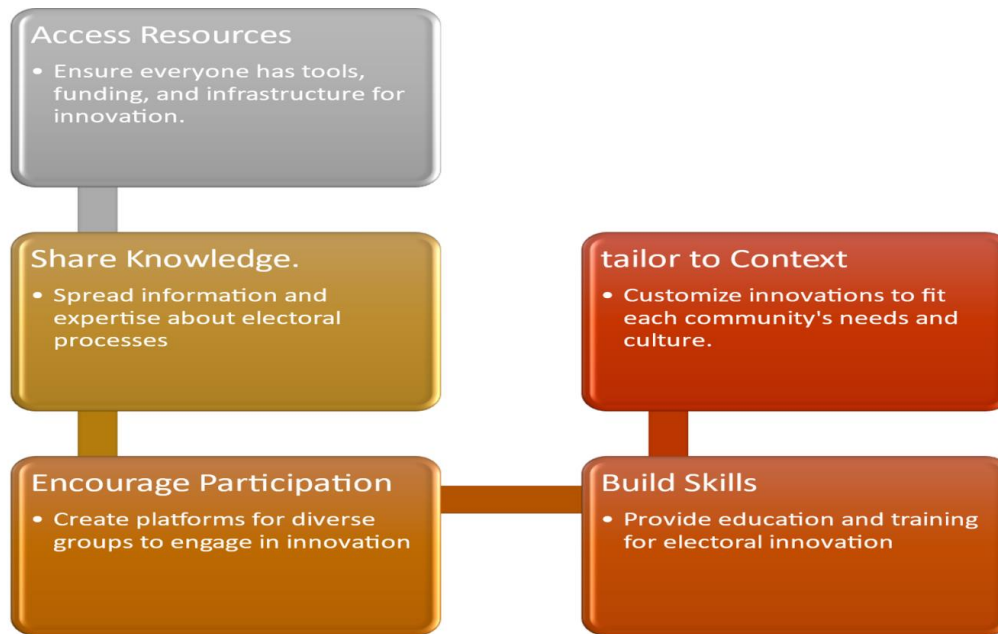 Access Resources
• Ensure everyone has tools,
funding, and infrastructure for
innovation.
Share Knowledge.
• Spread information and
expertise about electoral
processes
Encourage Participation
• Create platforms for diverse
groups to engage in innovation
Build Skills
• Provide education and training
for electoral innovation
tailor to Context
• Customize innovations to fit
each community's needs and
culture.